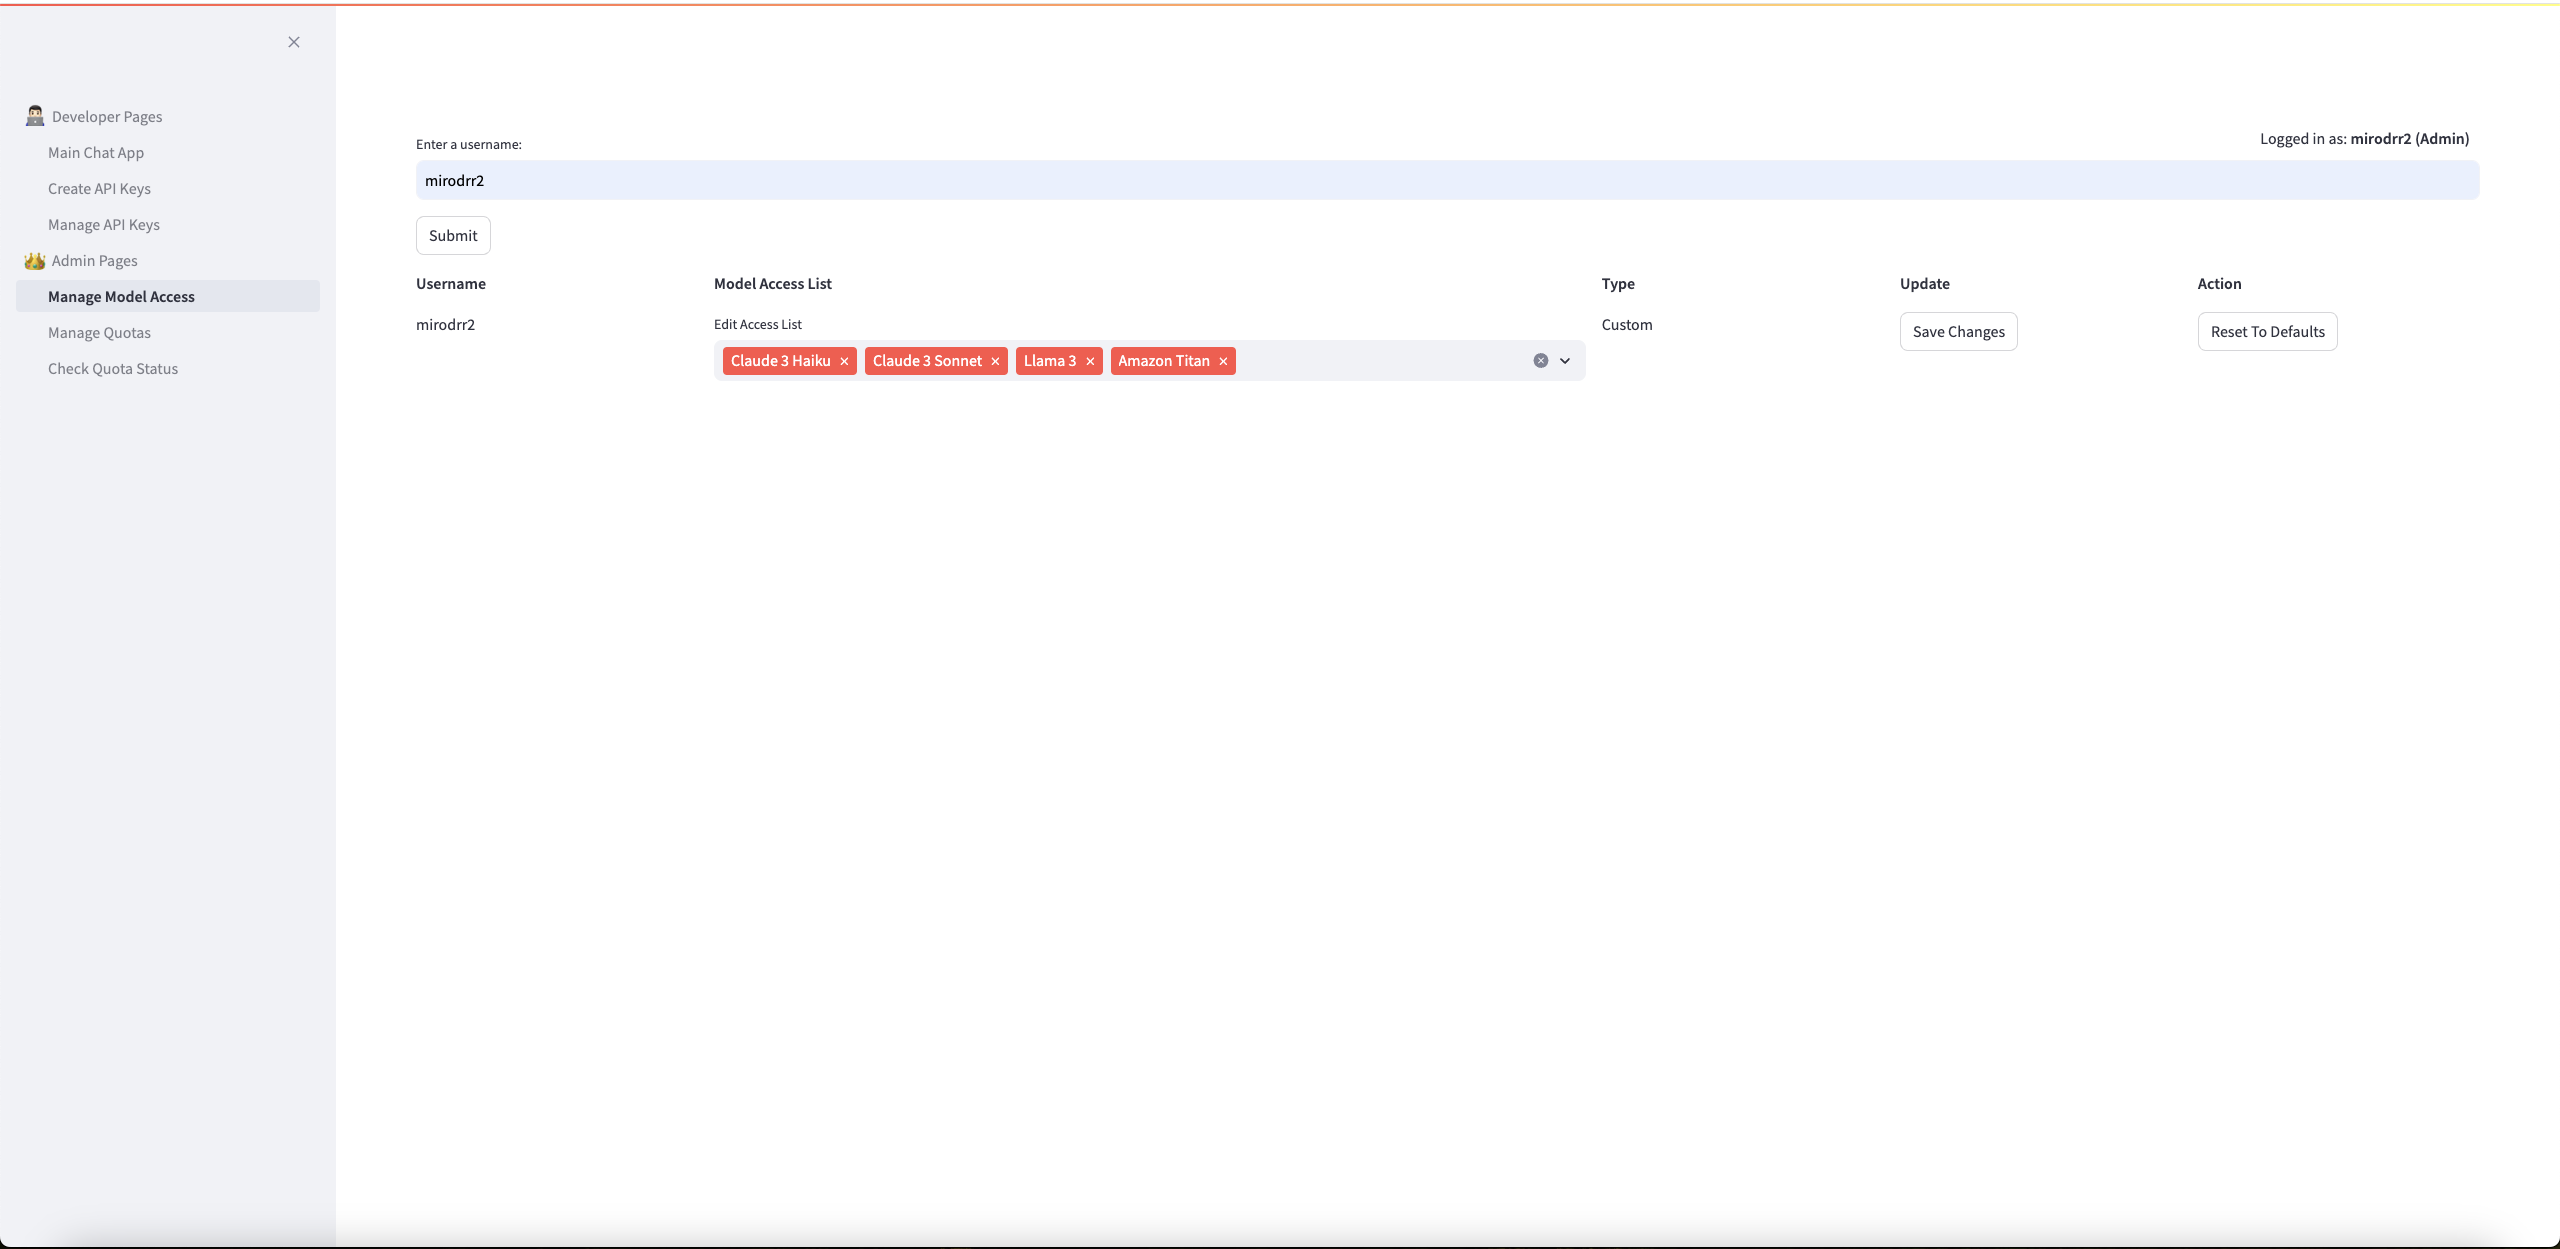 Developer Pages
Main Chat App
Create API Keys
Manage API Keys
Admin Pages
Manage Model Access
Manage Quotas
Check Quota Status
Logged in as: mirodrr2 (Admin)
Enter a username:
mirodrr2
Submit
Username Model Access List Type Update Action
mirodrr2 Edit Access List Custom Save Changes Reset To Defaults
Claude 3 Haiku Claude 3 Sonnet Llama 3 Amazon Titan